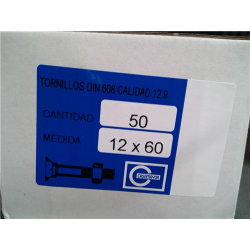 TORNILLOS DIN 608 CALIDAD 12.9
CANTIDAD 50
MEDIDA 12 x 60